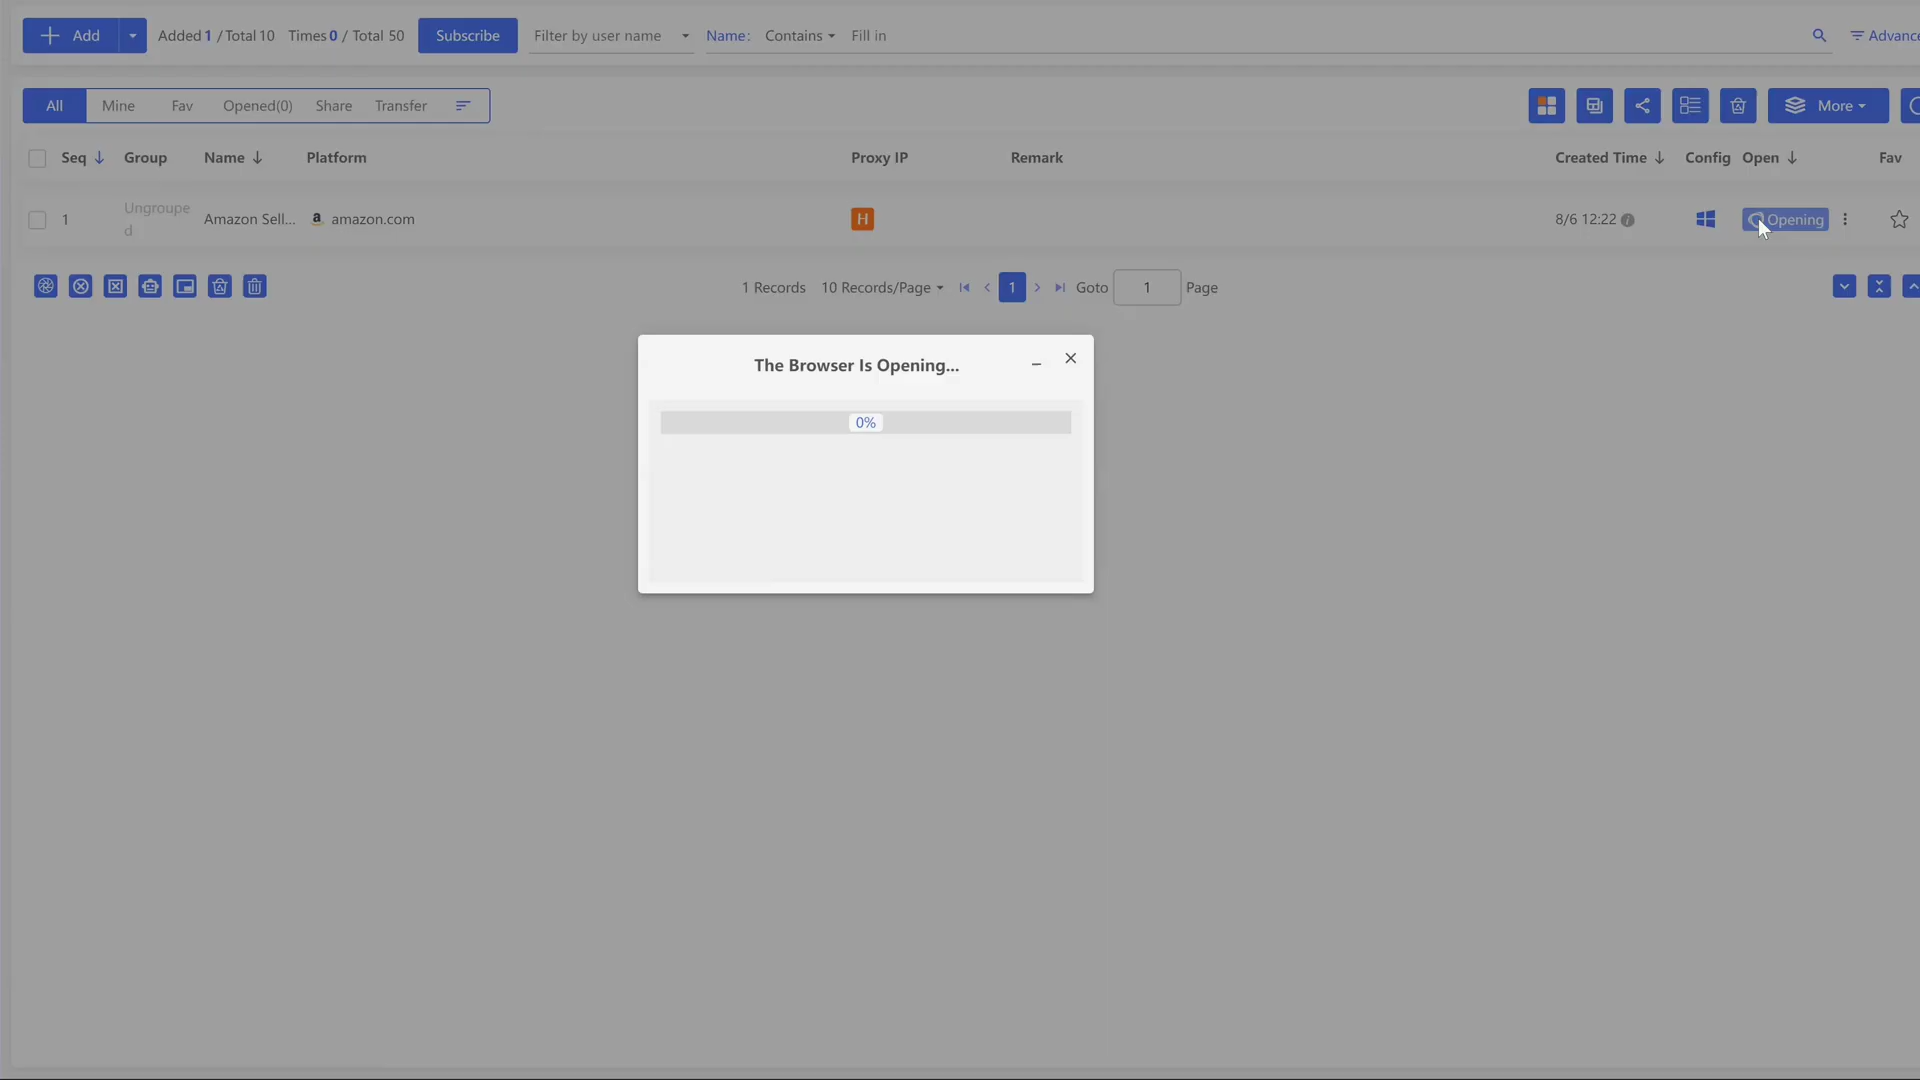 Add Added 1 / Total 10 Times 0 / Total 50 Subscribe Filter by user name Name: Contains Fill in Advance
All Mine Fav Opened(0) Share Transfer More
Seq Group Name Platform Proxy IP Remark Created Time Config Open Fav
1 Ungroupe
d Amazon Sell... a amazon.com H 8/6 12:22 Opening
1 Records 10 Records/Page 1 Goto 1 Page
The Browser Is Opening...
0%